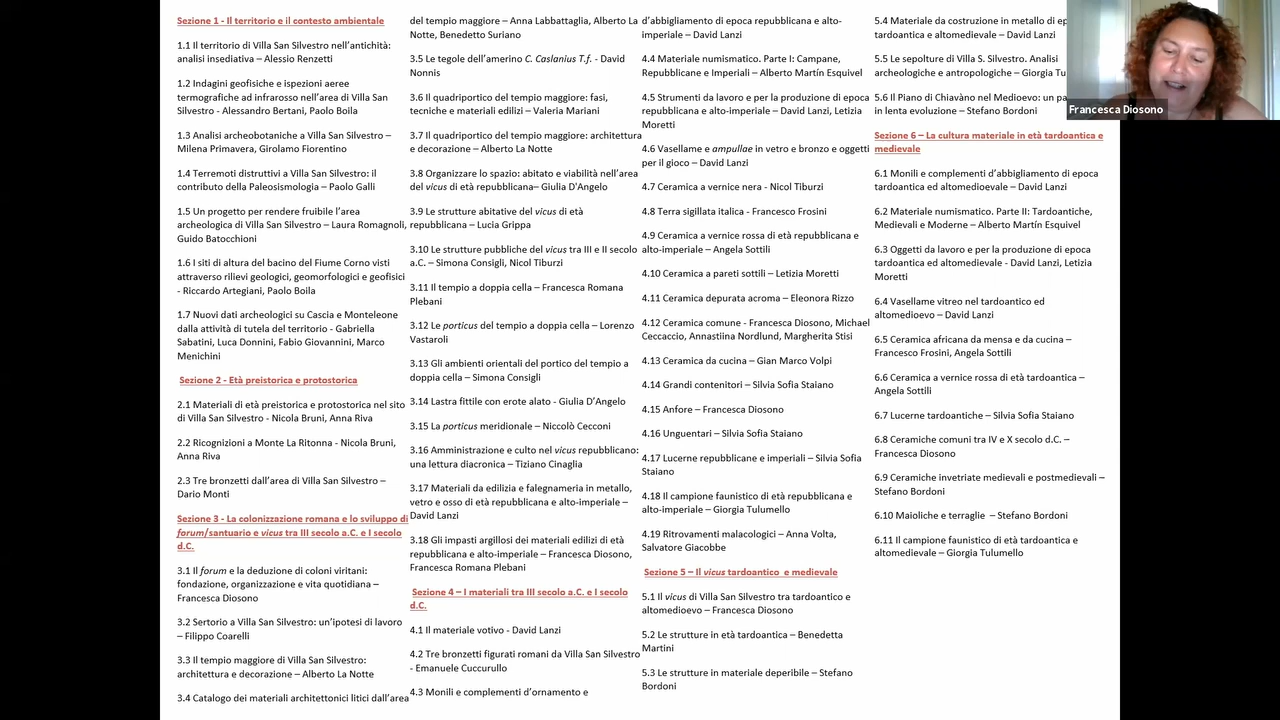 Sezione 1 - Il territorio e il contesto ambientale
1.1 Il territorio di Villa San Silvestro nell'antichità:
analisi insediativa – Alessio Renzetti
1.2 Indagini geofisiche e ispezioni aeree
termografiche ad infrarosso nell'area di Villa San
Silvestro - Alessandro Bertani, Paolo Boila
1.3 Analisi archeobotaniche a Villa San Silvestro –
Milena Primavera, Girolamo Fiorentino
1.4 Terremoti distruttivi a Villa San Silvestro: il
contributo della Paleosismologia – Paolo Galli
1.5 Un progetto per rendere fruibile l'area
archeologica di Villa San Silvestro – Laura Romagnoli,
Guido Batocchioni
1.6 I siti di altura del bacino del Fiume Corno visti
attraverso rilievi geologici, geomorfologici e geofisici
- Riccardo Artegiani, Paolo Boila
1.7 Nuovi dati archeologici su Cascia e Monteleone
dalla attività di tutela del territorio - Gabriella
Sabatini, Luca Donnini, Fabio Giovannini, Marco
Menichini
Sezione 2 - Età preistorica e protostorica
2.1 Materiali di età preistorica e protostorica nel sito
di Villa San Silvestro - Nicola Bruni, Anna Riva
2.2 Ricognizioni a Monte La Ritonna - Nicola Bruni,
Anna Riva
2.3 Tre bronzetti dall'area di Villa San Silvestro –
Dario Monti
Sezione 3 - La colonizzazione romana e lo sviluppo di
forum/santuario e vicus tra III secolo a.C. e I secolo
d.C.
3.1 Il forum e la deduzione di coloni viritani:
fondazione, organizzazione e vita quotidiana –
Francesca Diosono
3.2 Sertorio a Villa San Silvestro: un'ipotesi di lavoro
– Filippo Coarelli
3.3 Il tempio maggiore di Villa San Silvestro:
architettura e decorazione – Alberto La Notte
3.4 Catalogo dei materiali architettonici litici dall'area
del tempio maggiore – Anna Labbattaglia, Alberto La
Notte, Benedetto Suriano
3.5 Le tegole dell'amerino C. Caslanius T.f. - David
Nonnis
3.6 Il quadriportico del tempio maggiore: fasi,
tecniche e materiali edilizi – Valeria Mariani
3.7 Il quadriportico del tempio maggiore: architettura
e decorazione – Alberto La Notte
3.8 Organizzare lo spazio: abitato e viabilità nell'area
del vicus di età repubblicana– Giulia D'Angelo
3.9 Le strutture abitative del vicus di età
repubblicana – Lucia Grippa
3.10 Le strutture pubbliche del vicus tra III e II secolo
a.C. – Simona Consigli, Nicol Tiburzi
3.11 Il tempio a doppia cella – Francesca Romana
Plebani
3.12 Le porticus del tempio a doppia cella – Lorenzo
Vastaroli
3.13 Gli ambienti orientali del portico del tempio a
doppia cella – Simona Consigli
3.14 Lastra fittile con erote alato - Giulia D'Angelo
3.15 La porticus meridionale – Niccolò Cecconi
3.16 Amministrazione e culto nel vicus repubblicano:
una lettura diacronica – Tiziano Cinaglia
3.17 Materiali da edilizia e falegnameria in metallo,
vetro e osso di età repubblicana e alto-imperiale –
David Lanzi
3.18 Gli impasti argillosi dei materiali edilizi di età
repubblicana e alto-imperiale – Francesca Diosono,
Francesca Romana Plebani
Sezione 4 – I materiali tra III secolo a.C. e I secolo
d.C.
4.1 Il materiale votivo - David Lanzi
4.2 Tre bronzetti figurati romani da Villa San Silvestro
- Emanuele Cuccurullo
4.3 Monili e complementi d'ornamento e
d'abbigliamento di epoca repubblicana e alto-
imperiale – David Lanzi
4.4 Materiale numismatico. Parte I: Campane,
Repubblicane e Imperiali – Alberto Martín Esquivel
4.5 Strumenti da lavoro e per la produzione di epoca
repubblicana e alto-imperiale – David Lanzi, Letizia
Moretti
4.6 Vasellame e ampullae in vetro e bronzo e oggetti
per il gioco – David Lanzi
4.7 Ceramica a vernice nera - Nicol Tiburzi
4.8 Terra sigillata italica - Francesco Frosini
4.9 Ceramica a vernice rossa di età repubblicana e
alto-imperiale – Angela Sottili
4.10 Ceramica a pareti sottili – Letizia Moretti
4.11 Ceramica depurata acroma – Eleonora Rizzo
4.12 Ceramica comune - Francesca Diosono, Michael
Ceccaccio, Annastiina Nordlund, Margherita Stisi
4.13 Ceramica da cucina – Gian Marco Volpi
4.14 Grandi contenitori – Silvia Sofia Staiano
4.15 Anfore – Francesca Diosono
4.16 Unguentari – Silvia Sofia Staiano
4.17 Lucerne repubblicane e imperiali – Silvia Sofia
Staiano
4.18 Il campione faunistico di età repubblicana e
alto-imperiale – Giorgia Tulumello
4.19 Ritrovamenti malacologici – Anna Volta,
Salvatore Giacobbe
Sezione 5 – Il vicus tardoantico e medievale
5.1 Il vicus di Villa San Silvestro tra tardoantico e
altomedioevo – Francesca Diosono
5.2 Le strutture in età tardoantica – Benedetta
Martini
5.3 Le strutture in materiale deperibile – Stefano
Bordoni
5.4 Materiale da costruzione in metallo di ep
tardoantica e altomedievale – David Lanzi
5.5 Le sepolture di Villa S. Silvestro. Analisi
archeologiche e antropologiche – Giorgia Tu
5.6 Il Piano di Chiavàno nel Medioevo: un pa
in lenta evoluzione – Stefano Bordoni
Sezione 6 – La cultura materiale in età tardoantica e
medievale
6.1 Monili e complementi d'abbigliamento di epoca
tardoantica ed altomedioevale – David Lanzi
6.2 Materiale numismatico. Parte II: Tardoantiche,
Medievali e Moderne – Alberto Martín Esquivel
6.3 Oggetti da lavoro e per la produzione di epoca
tardoantica ed altomedievale - David Lanzi, Letizia
Moretti
6.4 Vasellame vitreo nel tardoantico ed
altomedioevo – David Lanzi
6.5 Ceramica africana da mensa e da cucina –
Francesco Frosini, Angela Sottili
6.6 Ceramica a vernice rossa di età tardoantica –
Angela Sottili
6.7 Lucerne tardoantiche – Silvia Sofia Staiano
6.8 Ceramiche comuni tra IV e X secolo d.C. –
Francesca Diosono
6.9 Ceramiche invetriate medievali e postmedievali –
Stefano Bordoni
6.10 Maioliche e terraglie – Stefano Bordoni
6.11 Il campione faunistico di età tardoantica e
altomedievale – Giorgia Tulumello
Francesca Diosono